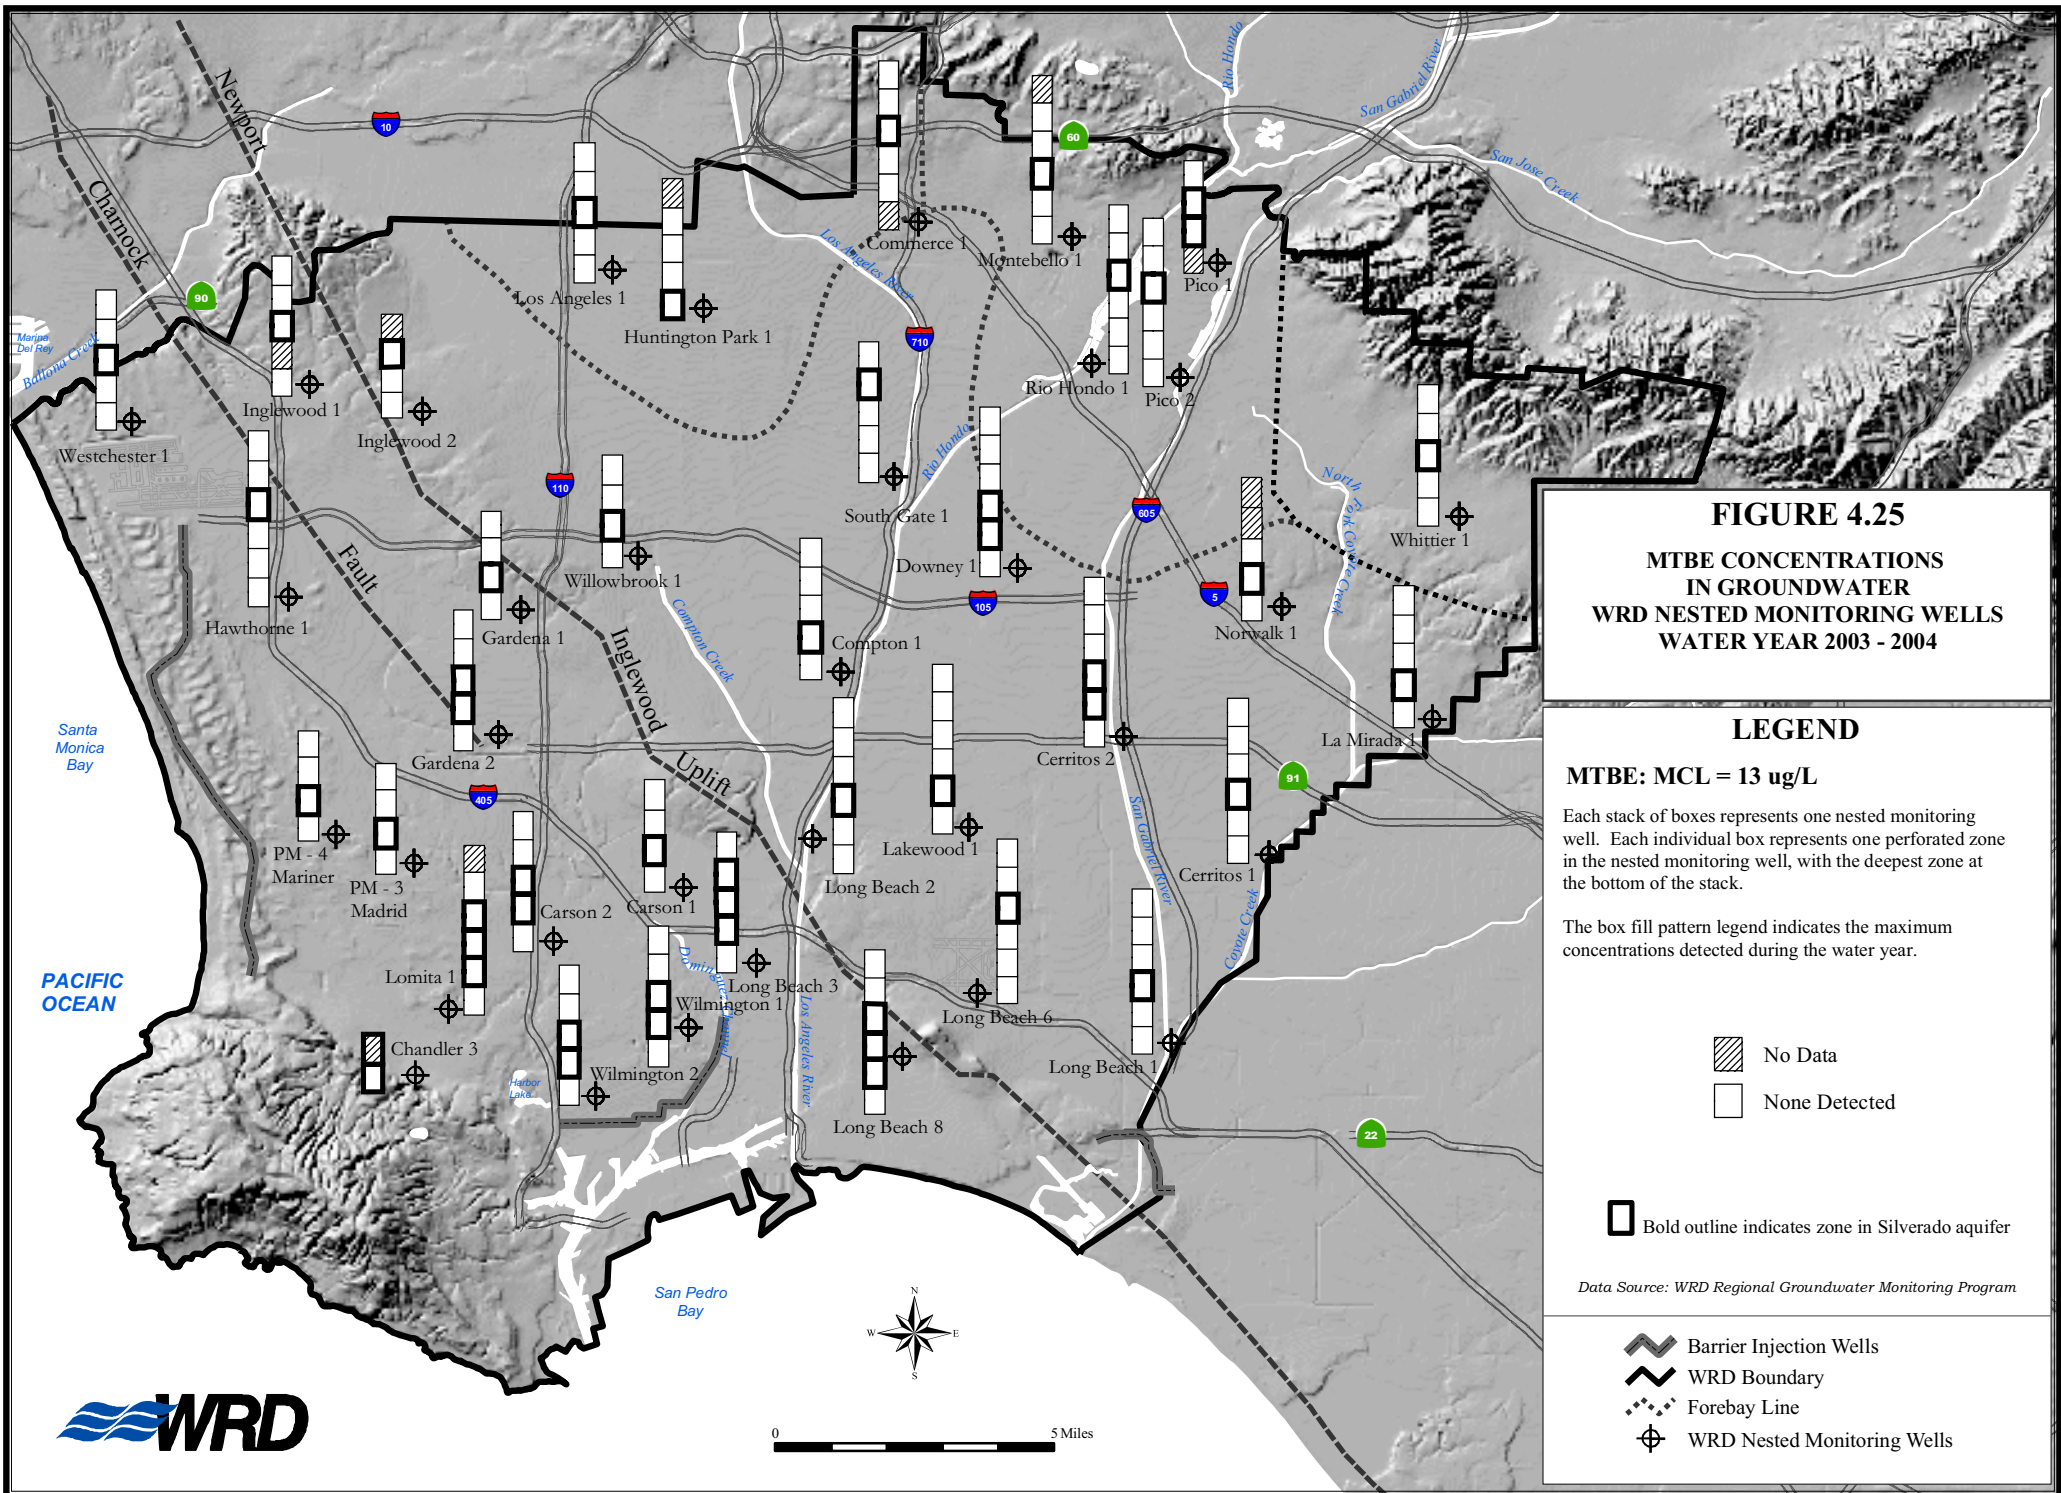 Newport
Charnock
Fault
Inglewood
Uplift
10
60
90
710
110
605
105
5
405
91
22
Rio Hondo
San Gabriel River
San Jose Creek
Los Angeles River
Marina
Del Rey
Ballona Creek
Rio Hondo
North Fork Coyote Creek
Compton Creek
San Gabriel River
Coyote Creek
Dominguez Channel
Los Angeles River
Harbor
Lake
Santa
Monica
Bay
PACIFIC
OCEAN
San Pedro
Bay
Commerce 1
Montebello 1
Pico 1
Los Angeles 1
Huntington Park 1
Rio Hondo 1
Pico 2
Inglewood 1
Inglewood 2
Westchester 1
South Gate 1
Whittier 1
Willowbrook 1
Downey 1
Hawthorne 1
Gardena 1
Compton 1
Norwalk 1
La Mirada 1
Gardena 2
Cerritos 2
PM - 4
Mariner
PM - 3
Madrid
Carson 2
Carson 1
Long Beach 2
Lakewood 1
Cerritos 1
Lomita 1
Long Beach 3
Wilmington 1
Long Beach 6
Chandler 3
Wilmington 2
Long Beach 1
Long Beach 8
FIGURE 4.25
MTBE CONCENTRATIONS
IN GROUNDWATER
WRD NESTED MONITORING WELLS
WATER YEAR 2003 - 2004
LEGEND
MTBE: MCL = 13 ug/L
Each stack of boxes represents one nested monitoring
well. Each individual box represents one perforated zone
in the nested monitoring well, with the deepest zone at
the bottom of the stack.
The box fill pattern legend indicates the maximum
concentrations detected during the water year.
No Data
None Detected
Bold outline indicates zone in Silverado aquifer
Data Source: WRD Regional Groundwater Monitoring Program
Barrier Injection Wells
WRD Boundary
Forebay Line
WRD Nested Monitoring Wells
N
W
E
S
0
5 Miles
WRD